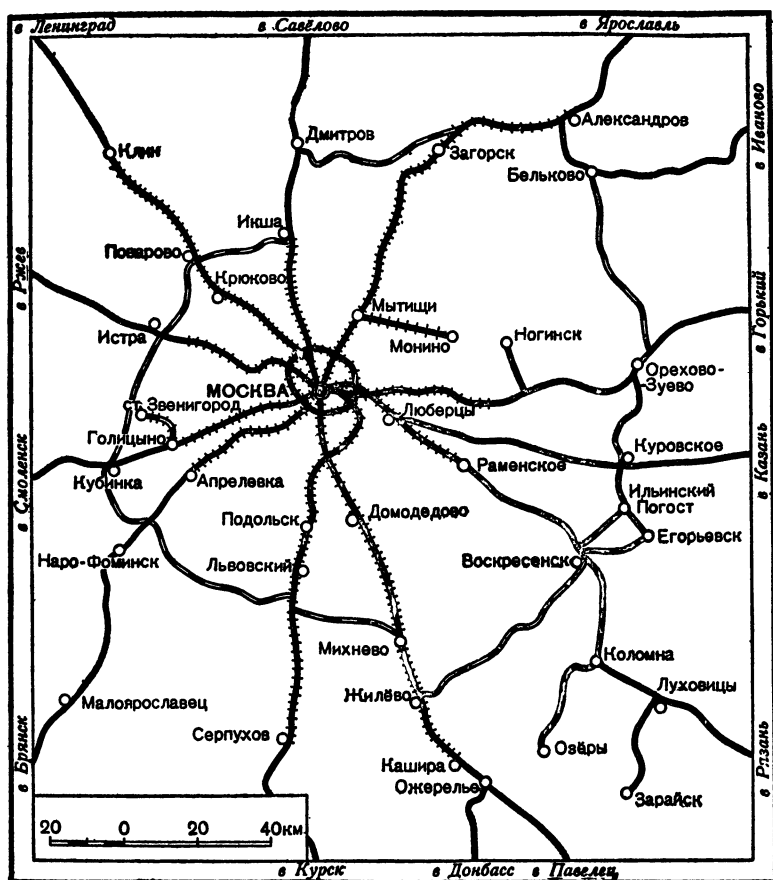 в Ленинград
в Савёлово
в Ярославль
в Иваново
Клин
Дмитров
Александров
Загорск
Бельково
Икша
Поварово
Крюково
в Ржев
в Горький
Мытищи
Истра
Монино
Ногинск
Орехово-
Зуево
МОСКВА
Звенигород
Люберцы
Голицыно
Куровское
в Казань
в Смоленск
Кубинка
Апрелевка
Раменское
Ильинский
Погост
Подольск
Домодедово
Егорьевск
Наро-Фоминск
Львовский
Воскресенск
Михнево
Коломна
Луховицы
Малоярославец
Жилёво
Серпухов
Озёры
в Брянск
в Рязань
Кашира
Ожерелье
Зарайск
20 0 20 40км
в Курск
в Донбасс
в Павелец